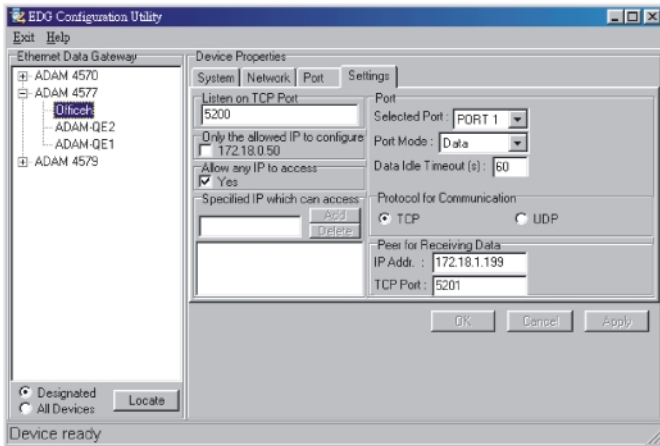 EDG Configuration Utility
Exit Help
Ethernet Data Gateway
ADAM 4570
ADAM 4577
Officeh
ADAM-QE2
ADAM-QE1
ADAM 4579
Designated
All Devices
Locate
Device Properties
System Network Port Settings
Listen on TCP Port
5200
Only the allowed IP to configure
172.18.0.50
Allow any IP to access
Yes
Specified IP which can access
Add
Delete
Port
Selected Port : PORT 1
Port Mode : Data
Data Idle Timeout (s) : 60
Protocol for Communication
TCP UDP
Peer for Receiving Data
IP Addr. : 172.18.1.199
TCP Port : 5201
OK Cancel Apply
Device ready